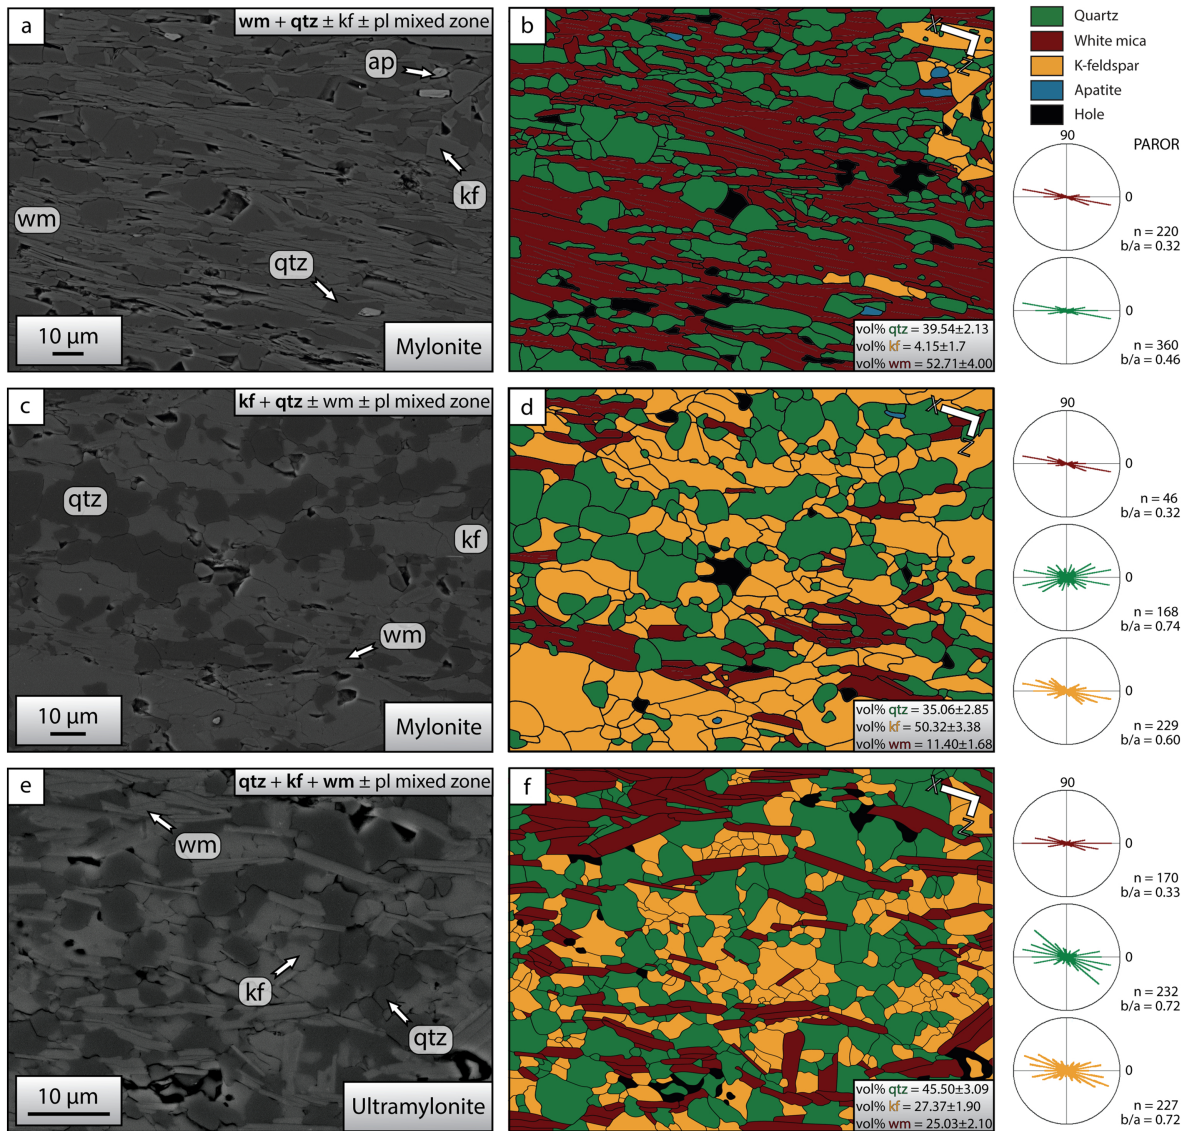 a
wm + qtz ± kf ± pl mixed zone
ap
kf
wm
qtz
10 µm
Mylonite
b
X
Z
vol% qtz = 39.54±2.13
vol% kf = 4.15±1.7
vol% wm = 52.71±4.00
Quartz
White mica
K-feldspar
Apatite
Hole
90
PAROR
0
n = 220
b/a = 0.32
0
n = 360
b/a = 0.46
c
kf + qtz ± wm ± pl mixed zone
qtz
kf
wm
10 µm
Mylonite
d
X
Z
vol% qtz = 35.06±2.85
vol% kf = 50.32±3.38
vol% wm = 11.40±1.68
90
0
n = 46
b/a = 0.32
0
n = 168
b/a = 0.74
0
n = 229
b/a = 0.60
e
qtz + kf + wm ± pl mixed zone
wm
kf
qtz
10 µm
Ultramylonite
f
X
Z
vol% qtz = 45.50±3.09
vol% kf = 27.37±1.90
vol% wm = 25.03±2.10
90
0
n = 170
b/a = 0.33
0
n = 232
b/a = 0.72
0
n = 227
b/a = 0.72